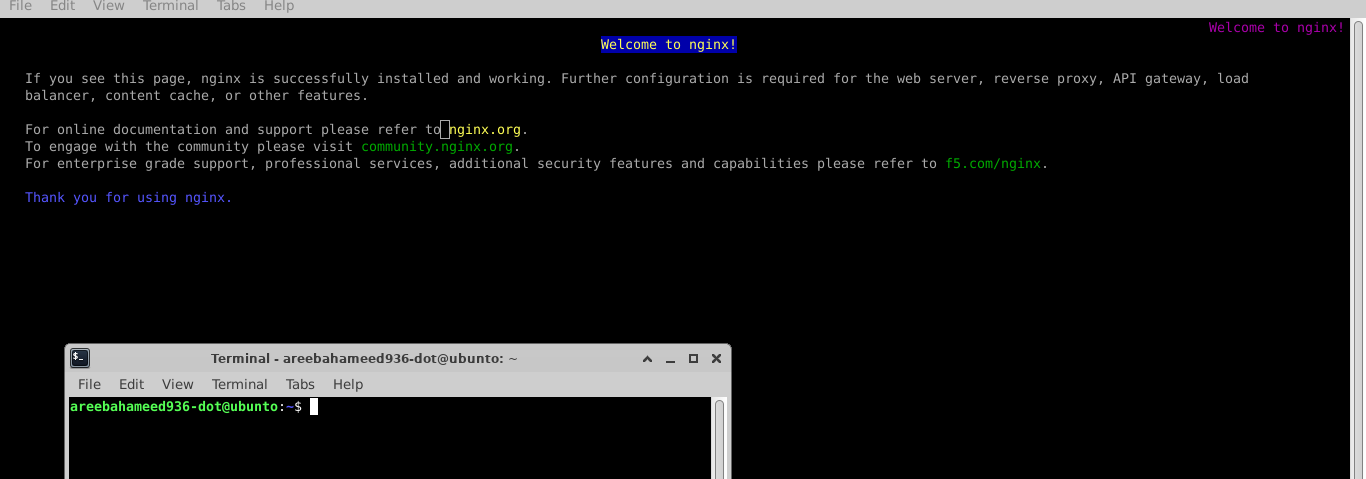 File Edit View Terminal Tabs Help
Welcome to nginx!
Welcome to nginx!
If you see this page, nginx is successfully installed and working. Further configuration is required for the web server, reverse proxy, API gateway, load
balancer, content cache, or other features.
For online documentation and support please refer to nginx.org.
To engage with the community please visit community.nginx.org.
For enterprise grade support, professional services, additional security features and capabilities please refer to f5.com/nginx.
Thank you for using nginx.
Terminal - areebahameed936-dot@ubunto: ~
File Edit View Terminal Tabs Help
areebahameed936-dot@ubunto:~$